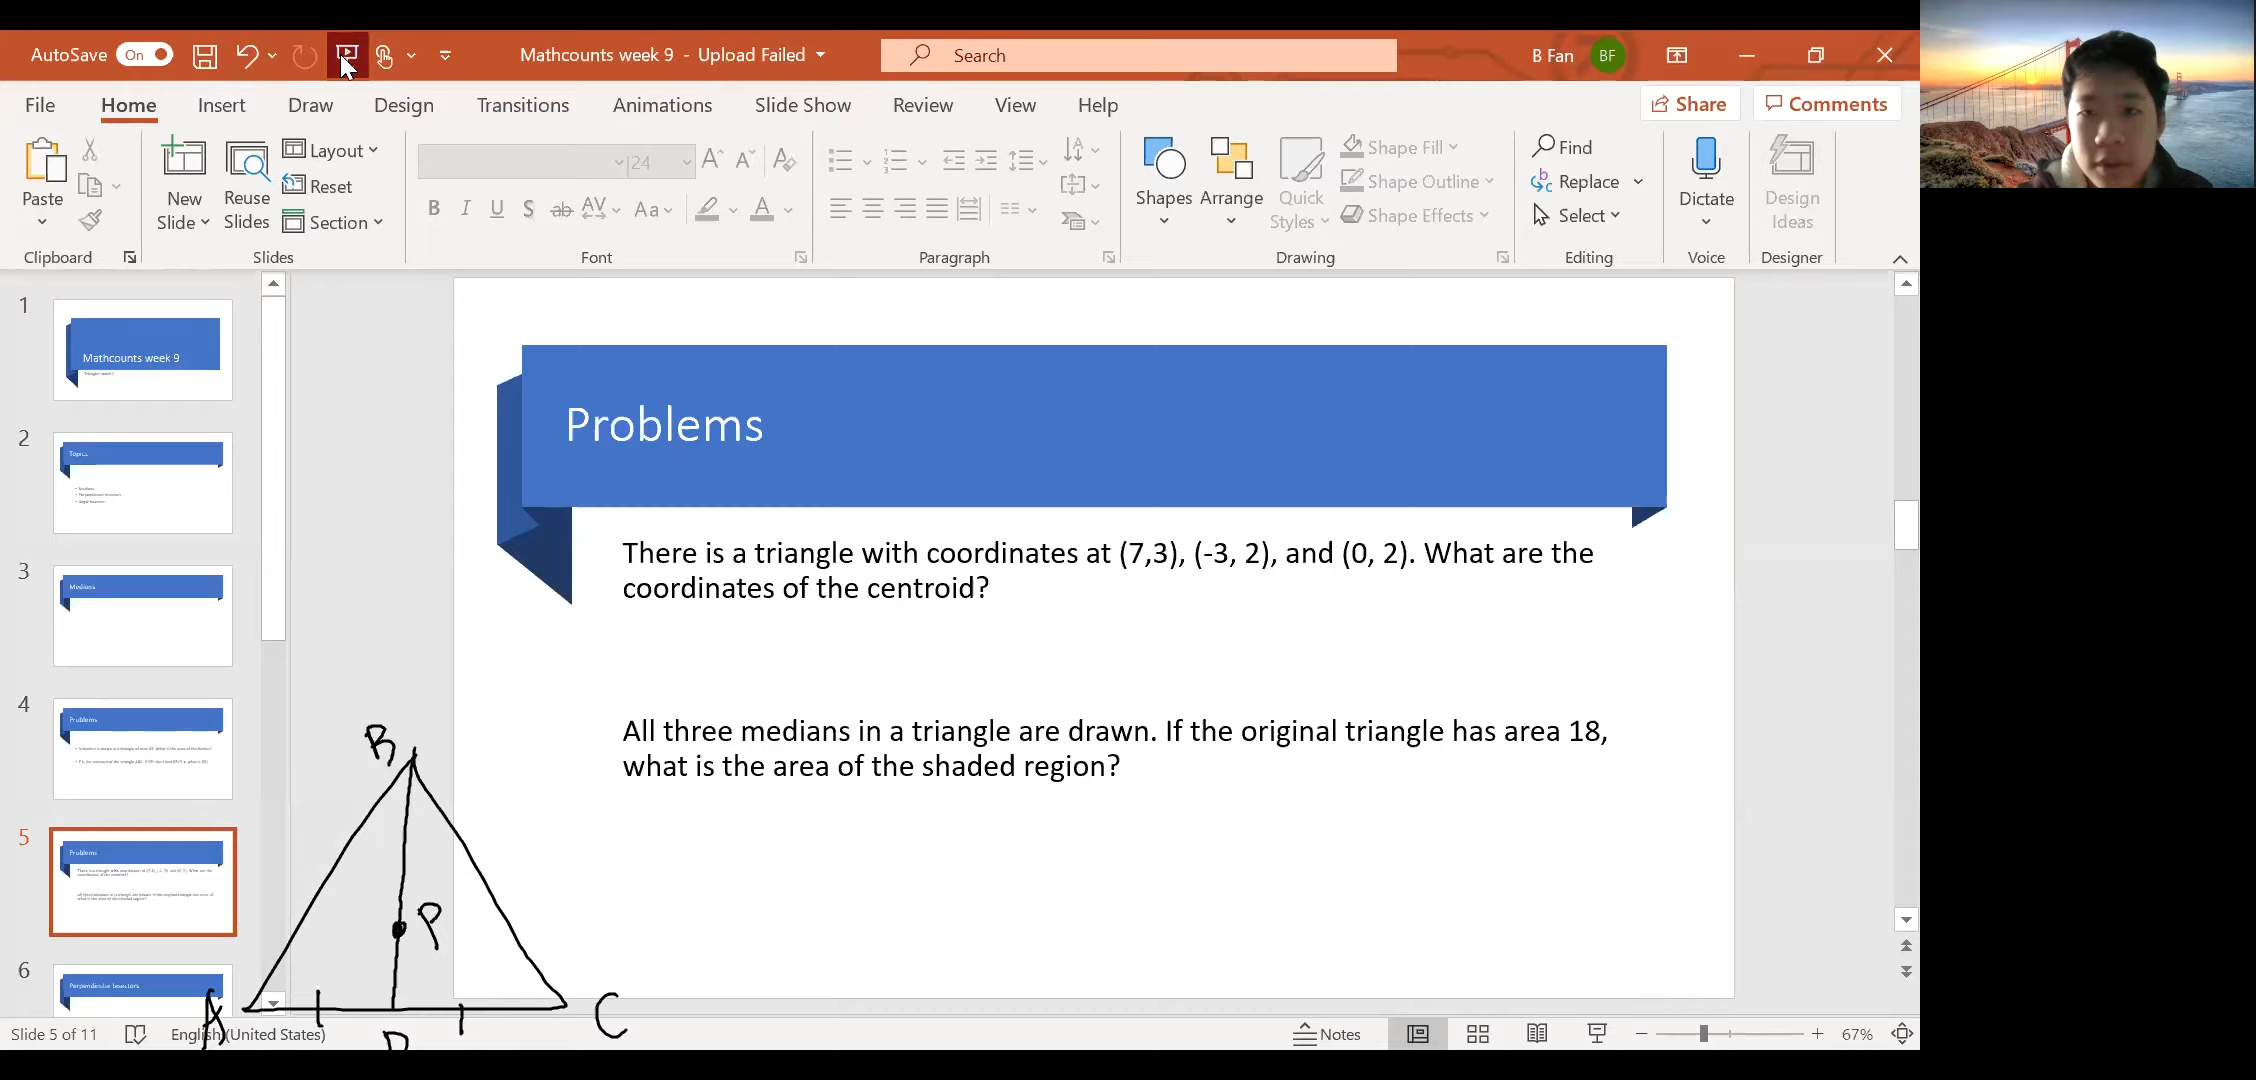 AutoSave On
Mathcounts week 9 - Upload Failed
Search
B Fan BF
File Home Insert Draw Design Transitions Animations Slide Show Review View Help
Share Comments
Paste
New Slide
Reuse Slides
Layout
Reset
Section
24
B I U S ab AV Aa A
Shapes
Arrange
Quick Styles
Shape Fill
Shape Outline
Shape Effects
Find
Replace
Select
Dictate
Design Ideas
Clipboard Slides Font Paragraph Drawing Editing Voice Designer
1
Mathcounts week 9
2
Topics
3
Medians
4
Problems
5
Problems
6
Perpendicular bisectors
Problems
There is a triangle with coordinates at (7,3), (-3, 2), and (0, 2). What are the
coordinates of the centroid?
All three medians in a triangle are drawn. If the original triangle has area 18,
what is the area of the shaded region?
B
P
A
C
Slide 5 of 11
English (United States)
Notes
67%